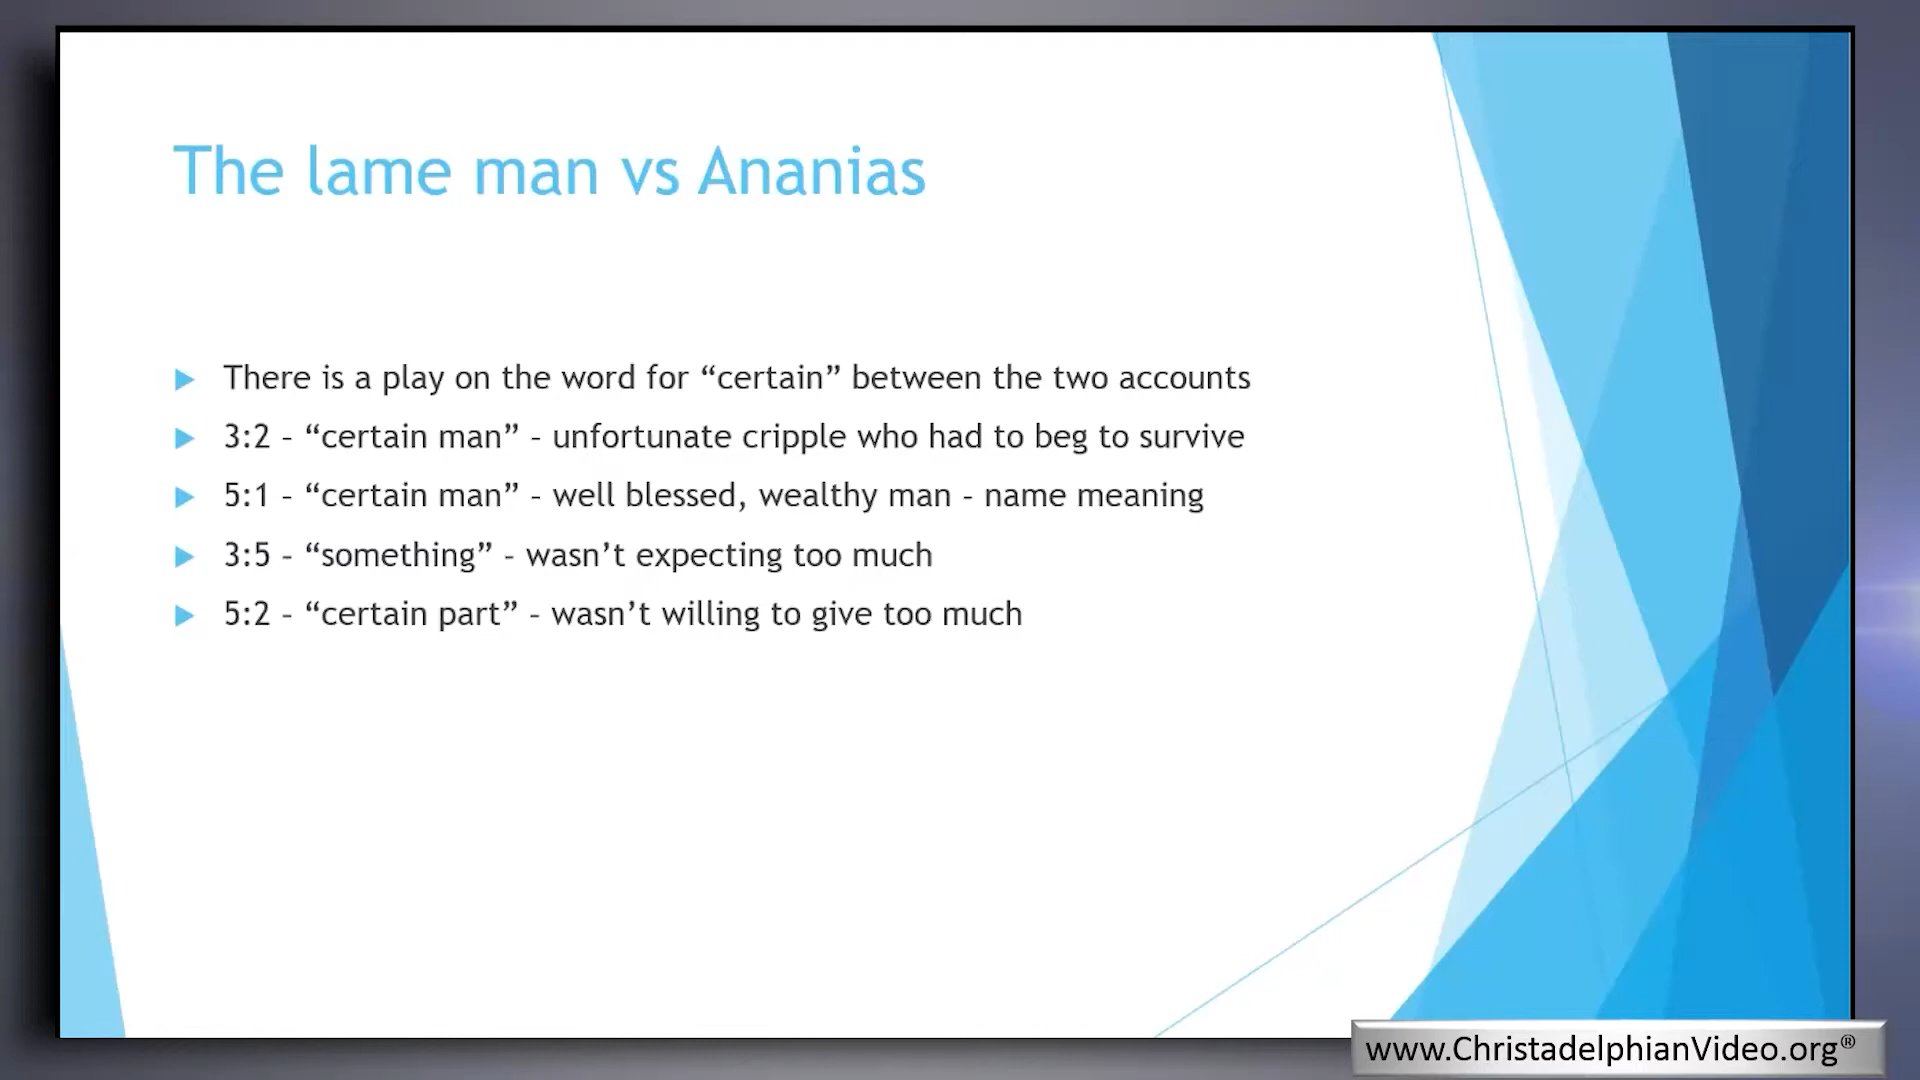 The lame man vs Ananias
There is a play on the word for “certain” between the two accounts
3:2 – “certain man” – unfortunate cripple who had to beg to survive
5:1 – “certain man” – well blessed, wealthy man – name meaning
3:5 – “something” – wasn’t expecting too much
5:2 – “certain part” – wasn’t willing to give too much
www.ChristadelphianVideo.org®